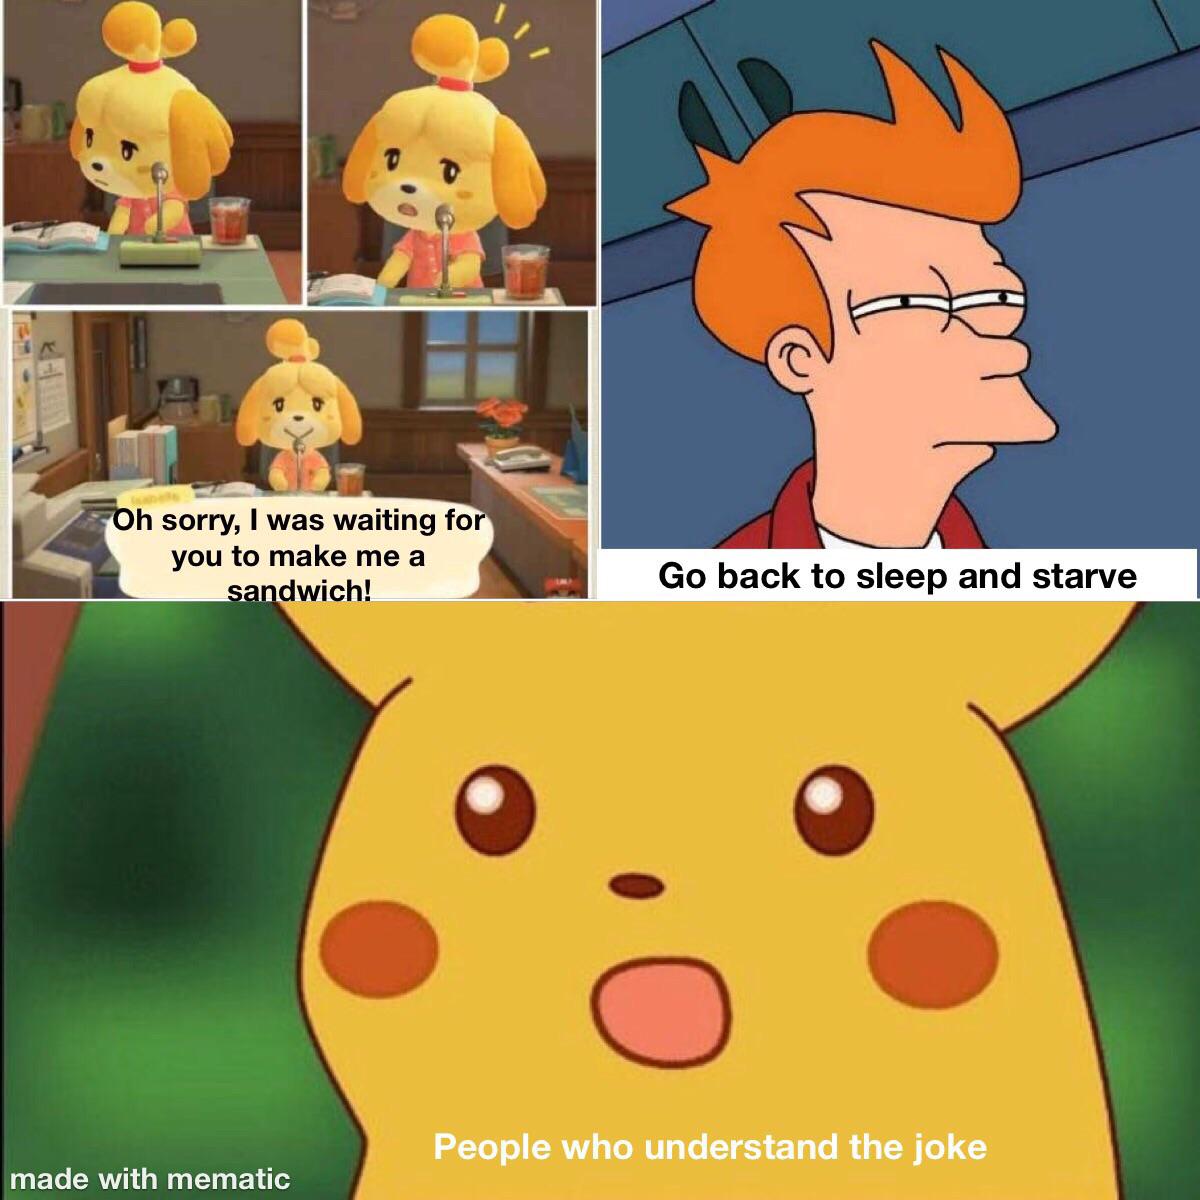 Isabelle
Oh sorry, I was waiting for
you to make me a
sandwich!
Go back to sleep and starve
People who understand the joke
made with mematic